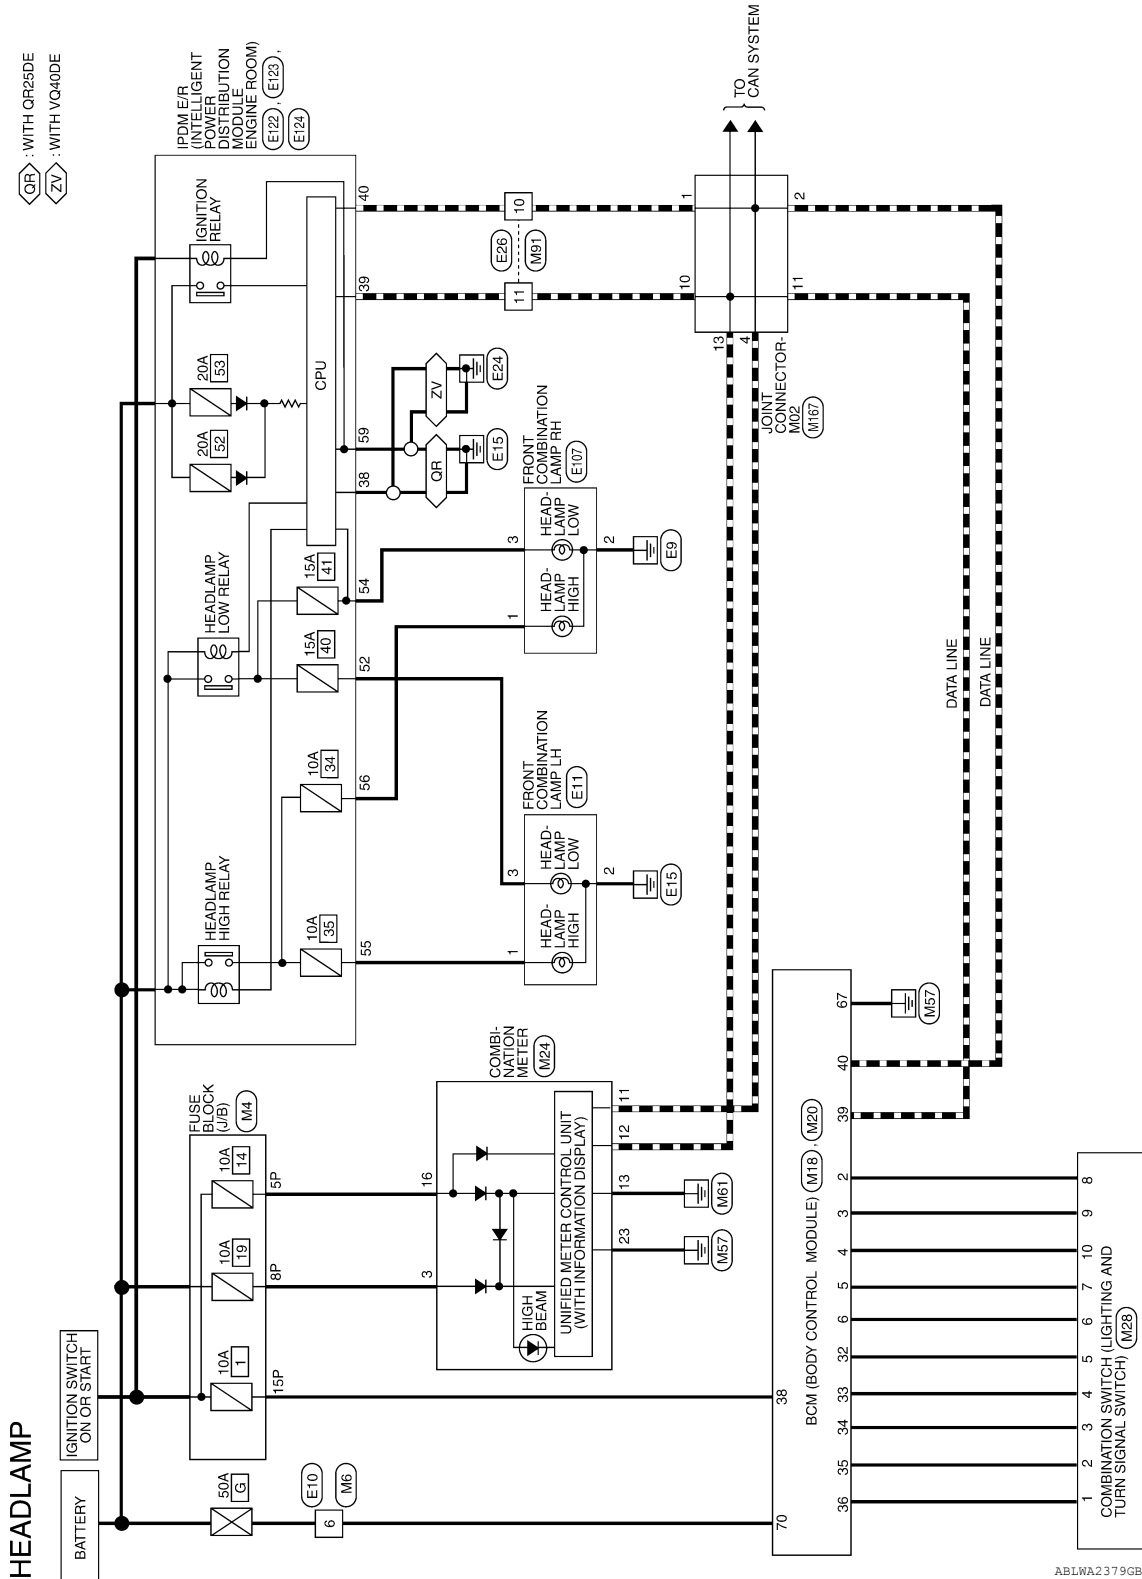 HEADLAMP
QR : WITH QR25DE
ZV : WITH VQ40DE
BATTERY
IGNITION SWITCH
ON OR START
50A
G
E10
6
M6
FUSE
BLOCK
(J/B)
M4
10A
1
15P
10A
19
8P
10A
14
5P
IPDM E/R
(INTELLIGENT
POWER
DISTRIBUTION
MODULE
ENGINE ROOM)
E122 , E123 ,
E124
HEADLAMP
HIGH RELAY
HEADLAMP
LOW RELAY
IGNITION
RELAY
20A
52
20A
53
CPU
10A
35
10A
34
15A
40
15A
41
55
56
52
54
38
59
39
40
COMBI-
NATION
METER
M24
3
16
HIGH
BEAM
UNIFIED METER CONTROL UNIT
(WITH INFORMATION DISPLAY)
23
13
12
11
M57
M61
FRONT
COMBINATION
LAMP LH
E11
1
3
HEAD-
LAMP
HIGH
HEAD-
LAMP
LOW
2
E15
FRONT
COMBINATION
LAMP RH
E107
1
3
HEAD-
LAMP
HIGH
HEAD-
LAMP
LOW
2
E9
QR
ZV
E15
E24
11
10
E26
M91
10
1
13
4
11
2
JOINT
CONNECTOR-
M02
M167
TO
CAN SYSTEM
DATA LINE
DATA LINE
70
38
39
40
67
M57
BCM (BODY CONTROL MODULE) M18 , M20
36
35
34
33
32
6
5
4
3
2
1
2
3
4
5
6
7
10
9
8
COMBINATION SWITCH (LIGHTING AND
TURN SIGNAL SWITCH) M28
ABLWA2379GB